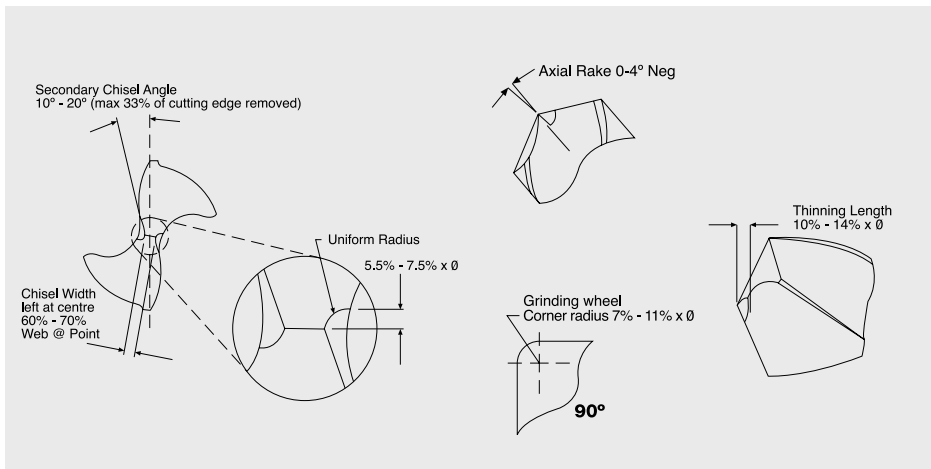 Secondary Chisel Angle
10º - 20º (max 33% of cutting edge removed)
Axial Rake 0-4º Neg
Thinning Length
10% - 14% x Ø
Uniform Radius
5.5% - 7.5% x Ø
Chisel Width
left at centre
60% - 70%
Web @ Point
Grinding wheel
Corner radius 7% - 11% x Ø
90º